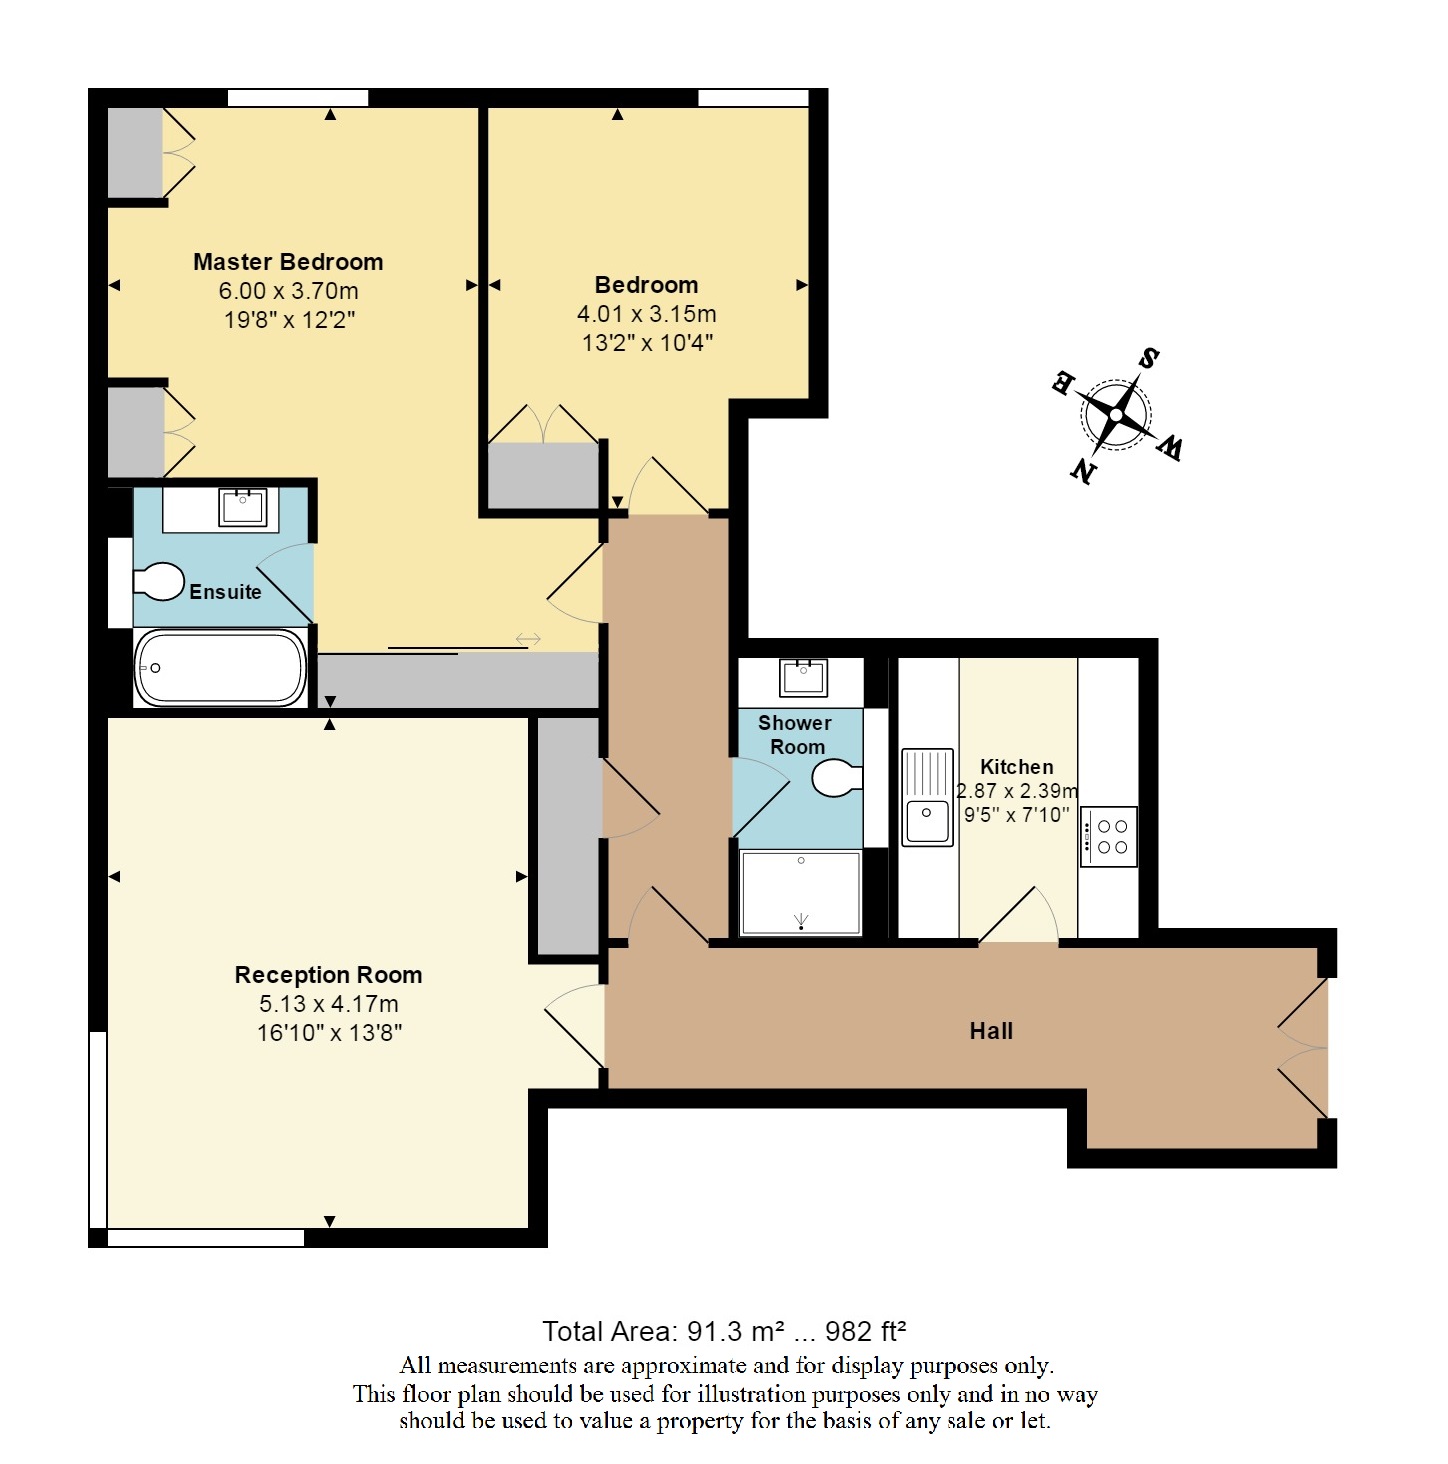 Master Bedroom
6.00 x 3.70m
19'8" x 12'2"
Bedroom
4.01 x 3.15m
13'2" x 10'4"
S
E
W
N
Ensuite
Shower
Room
Kitchen
2.87 x 2.39m
9'5" x 7'10"
Reception Room
5.13 x 4.17m
16'10" x 13'8"
Hall
Total Area: 91.3 m² ... 982 ft²
All measurements are approximate and for display purposes only.
This floor plan should be used for illustration purposes only and in no way
should be used to value a property for the basis of any sale or let.